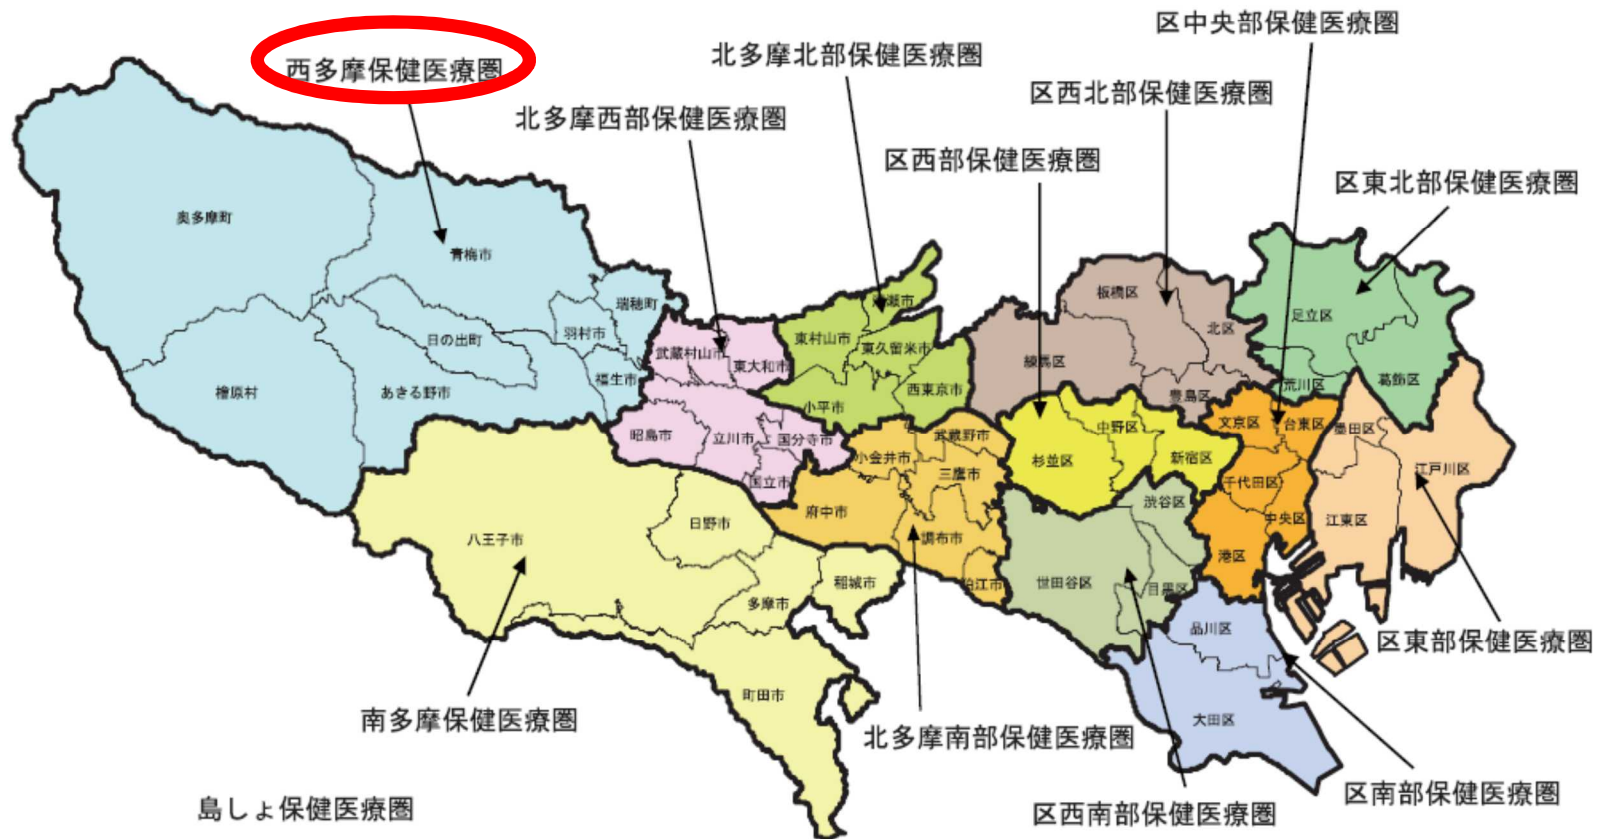 区中央部保健医療圏
西多摩保健医療圏
北多摩北部保健医療圏
区西北部保健医療圏
北多摩西部保健医療圏
区西部保健医療圏
区東北部保健医療圏
奥多摩町
青梅市
瑞穂町
板橋区
北区
足立区
羽村市
日の出町
東村山市
東久留米市
武蔵村山市
東大和市
練馬区
福生市
檜原村
あきる野市
西東京市
豊島区
荒川区
葛飾区
小平市
昭島市
立川市
国分寺市
武蔵野市
中野区
文京区
台東区
墨田区
小金井市
三鷹市
杉並区
新宿区
江戸川区
国立市
千代田区
渋谷区
府中市
日野市
中央区
江東区
八王子市
調布市
港区
稲城市
狛江市
世田谷区
目黒区
多摩市
品川区
区東部保健医療圏
町田市
大田区
南多摩保健医療圏
北多摩南部保健医療圏
区南部保健医療圏
島しょ保健医療圏
区西南部保健医療圏